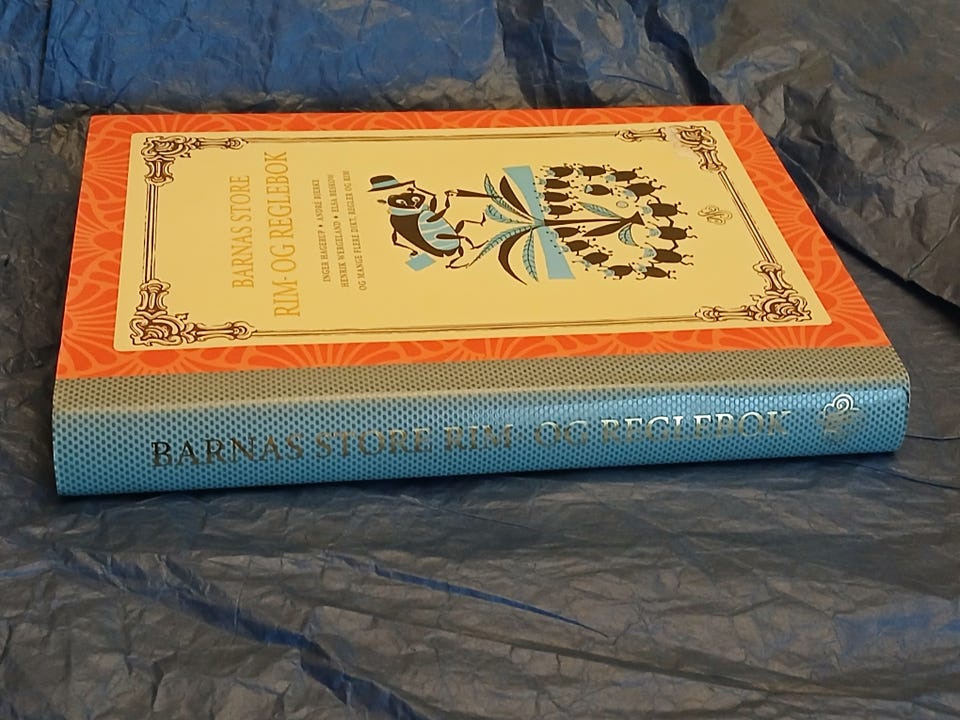 BARNAS STORE
RIM- OG REGLEBOK
INGER HAGERUP • ANDRÉ BJERKE
HENRIK WERGELAND • ELSA BESKOW
OG MANGE FLERE DIKT, REGLER OG RIM
BARNAS STORE RIM- OG REGLEBOK